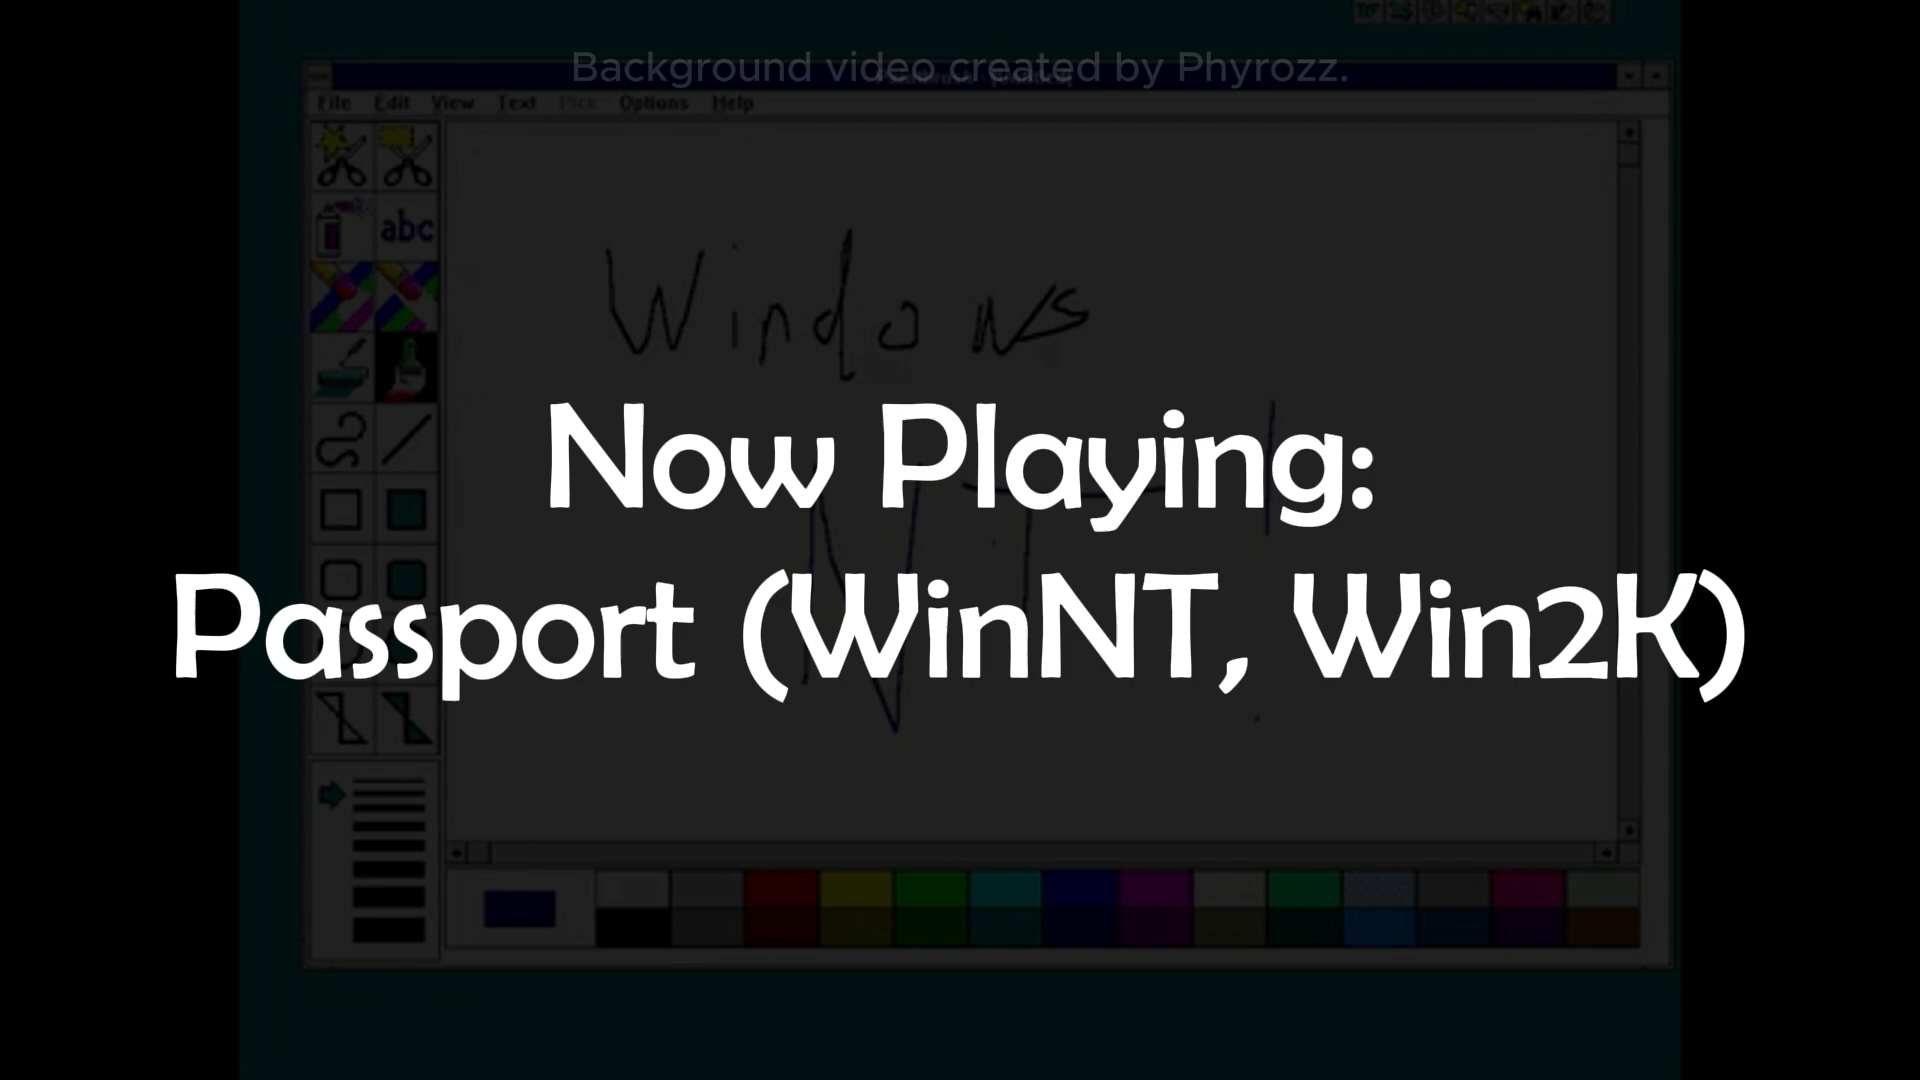 Background video created by Phyrozz.
File Edit View Text Pick Options Help
abc
Windows
NT
Now Playing:
Passport (WinNT, Win2K)